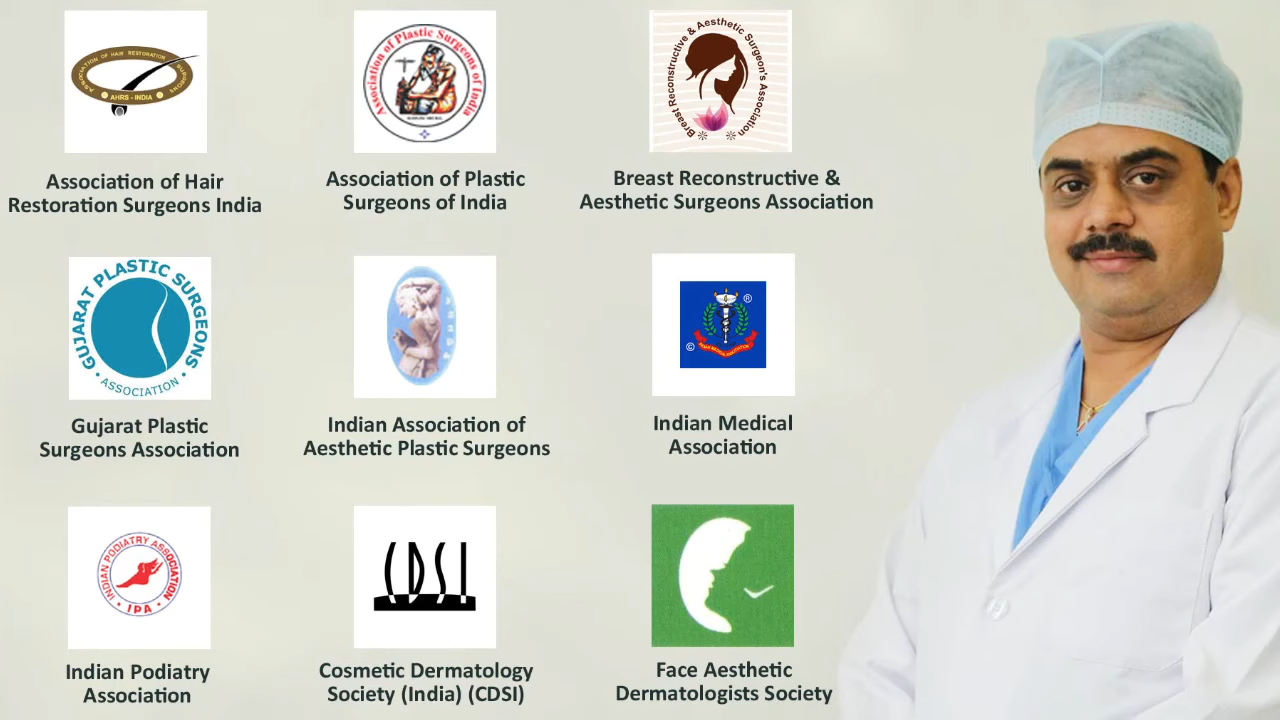 ASSOCIATION OF HAIR RESTORATION SURGEONS
AHRS - INDIA
Association of Hair
Restoration Surgeons India
Association of Plastic Surgeons of India
Association of Plastic
Surgeons of India
Breast Reconstructive & Aesthetic Surgeon's Association
Breast Reconstructive &
Aesthetic Surgeons Association
GUJARAT PLASTIC SURGEONS
• ASSOCIATION •
Gujarat Plastic
Surgeons Association
Indian Association of
Aesthetic Plastic Surgeons
®
©
INDIAN MEDICAL ASSOCIATION
Indian Medical
Association
INDIAN PODIATRY ASSOCIATION
• IPA •
Indian Podiatry
Association
CDSI
Cosmetic Dermatology
Society (India) (CDSI)
Face Aesthetic
Dermatologists Society